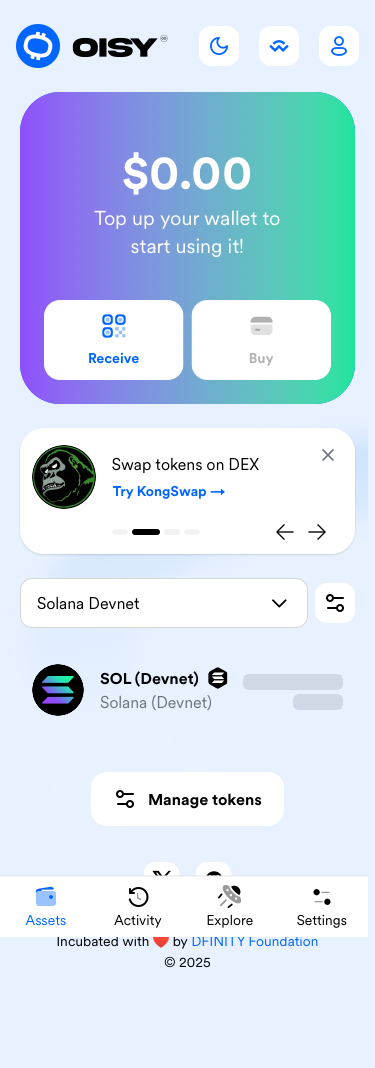 OISY
$0.00
Top up your wallet to
start using it!
Receive
Buy
Swap tokens on DEX
Try KongSwap →
Solana Devnet
SOL (Devnet)
Solana (Devnet)
Manage tokens
Assets
Activity
Explore
Settings
Incubated with ❤️ by DFINITY Foundation
© 2025